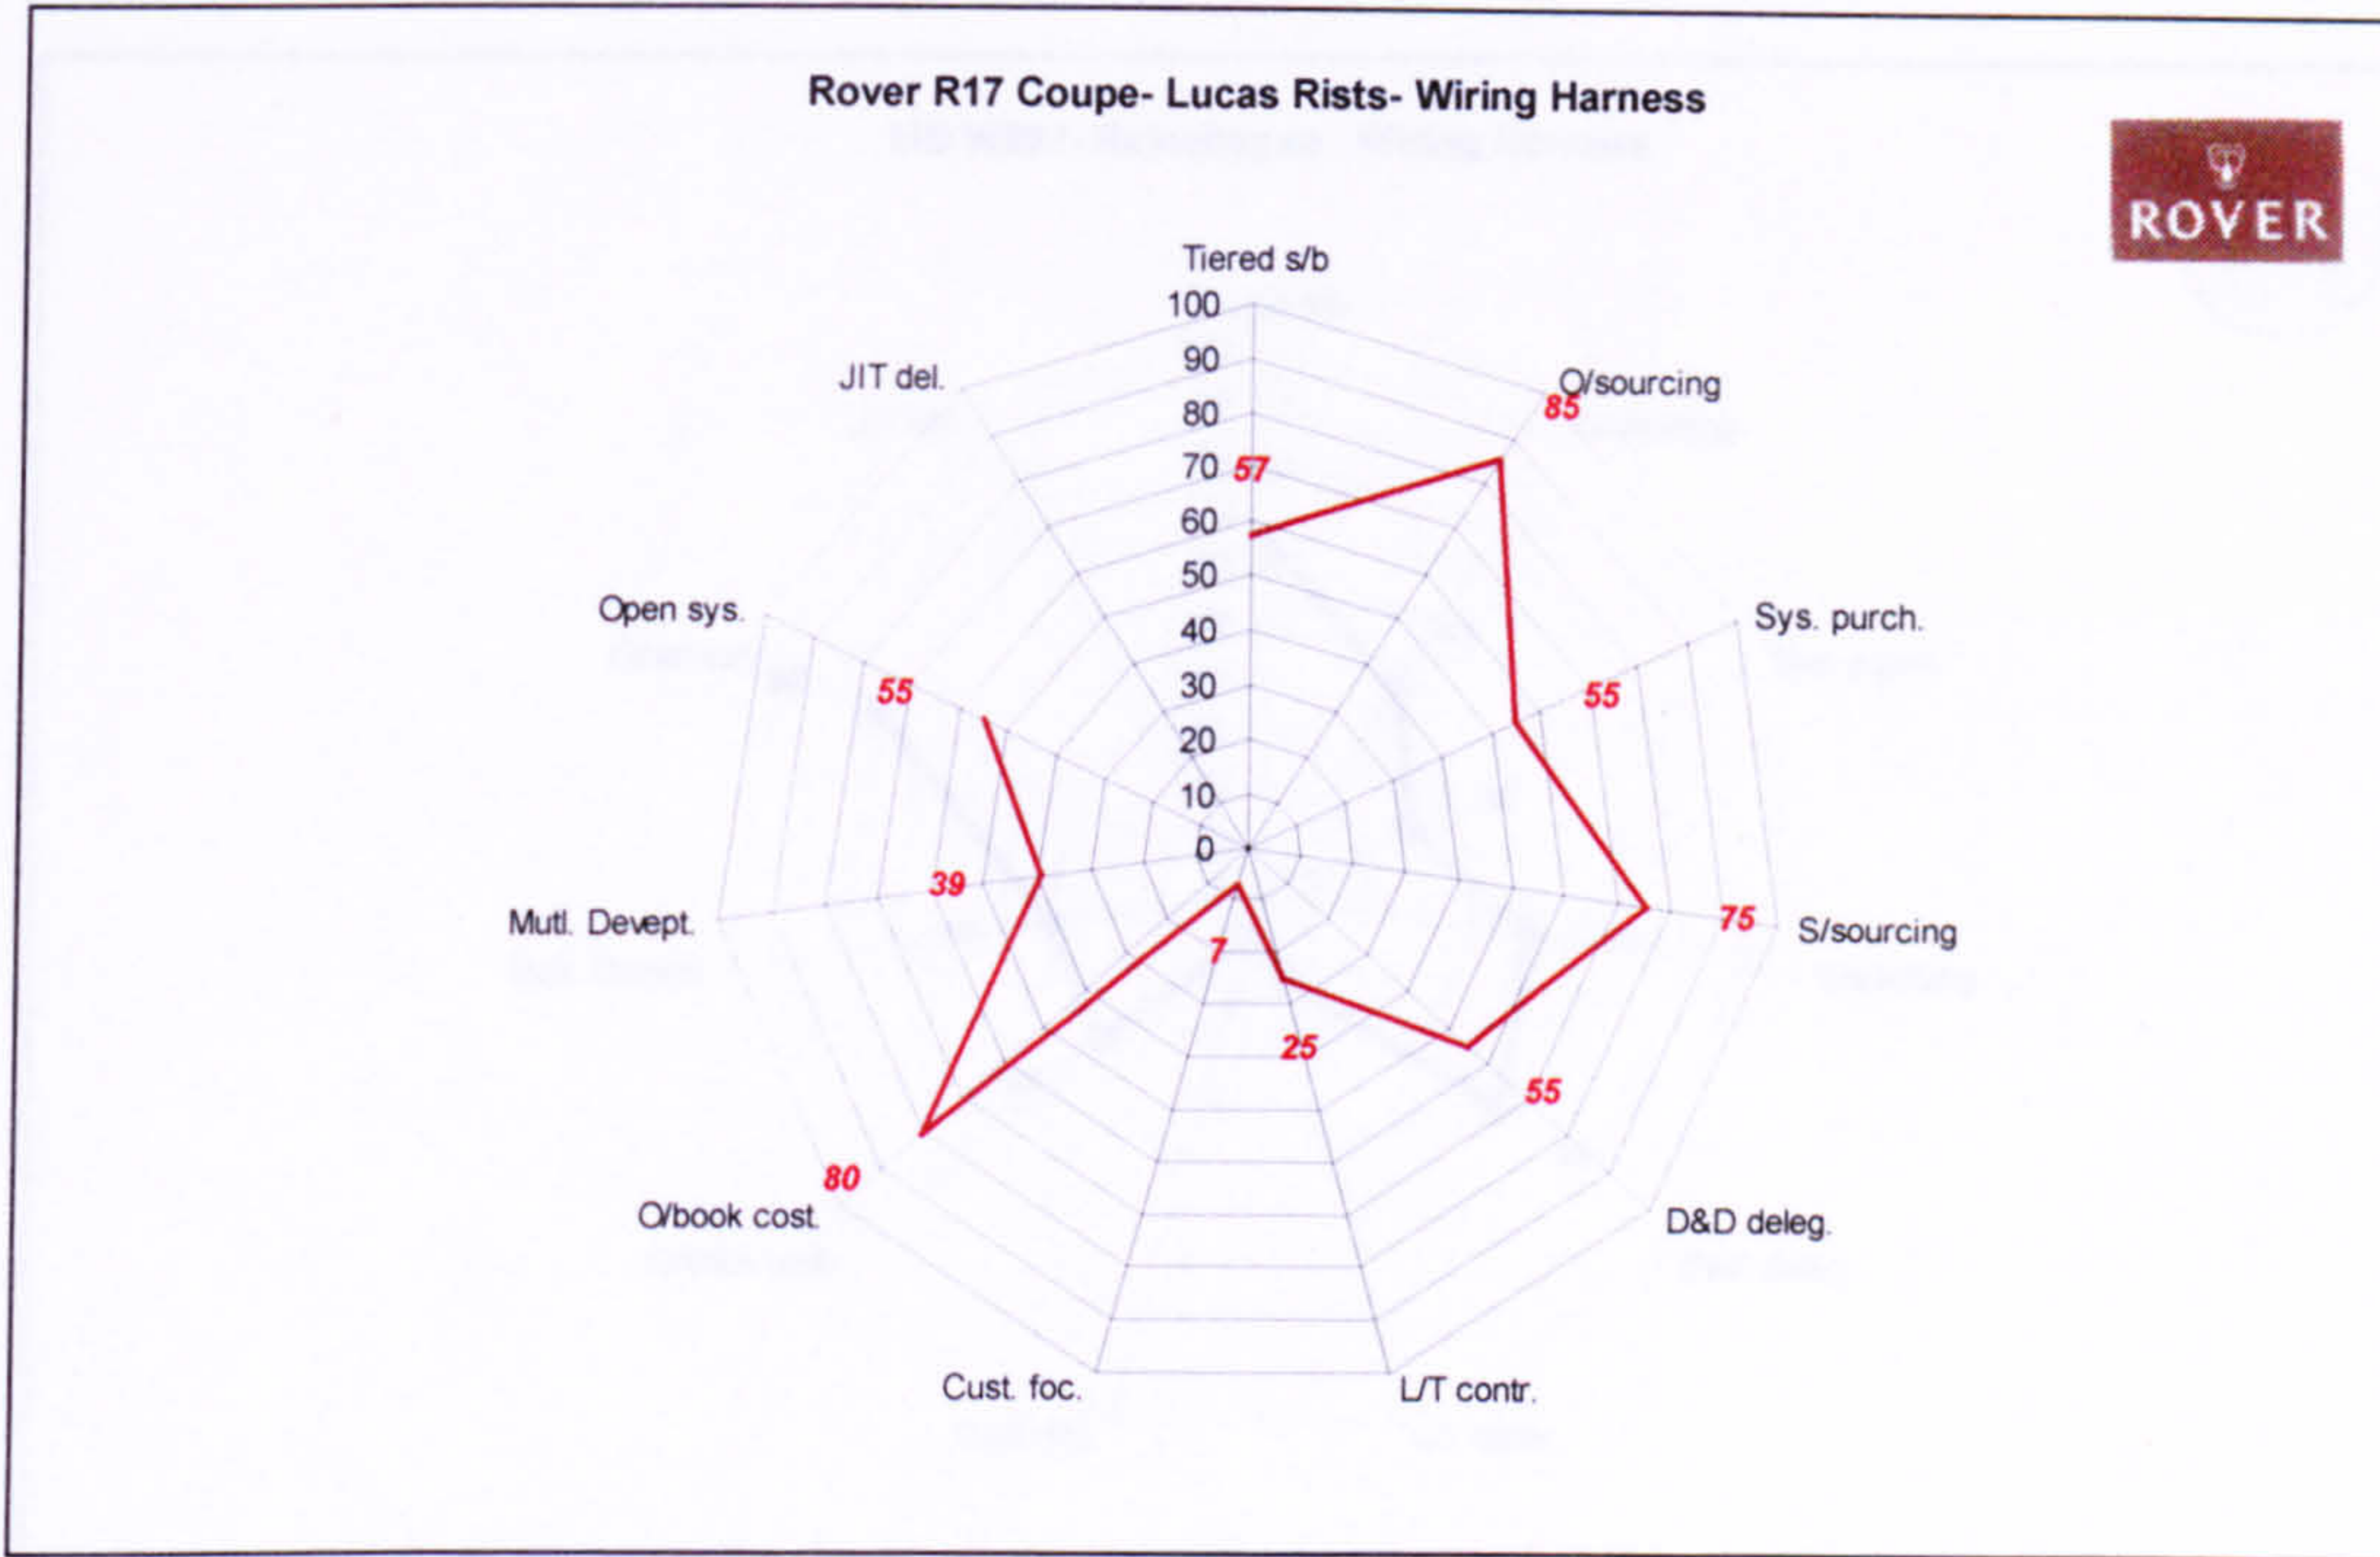 Rover R17 Coupe- Lucas Rists- Wiring Harness
ROVER
Tiered s/b
100
90
80
70
60
50
40
30
20
10
0
57
O/sourcing
85
Sys. purch.
55
S/sourcing
75
D&D deleg.
55
L/T contr.
25
Cust. foc.
7
O/book cost.
80
Mutl. Devept.
39
Open sys.
55
JIT del.